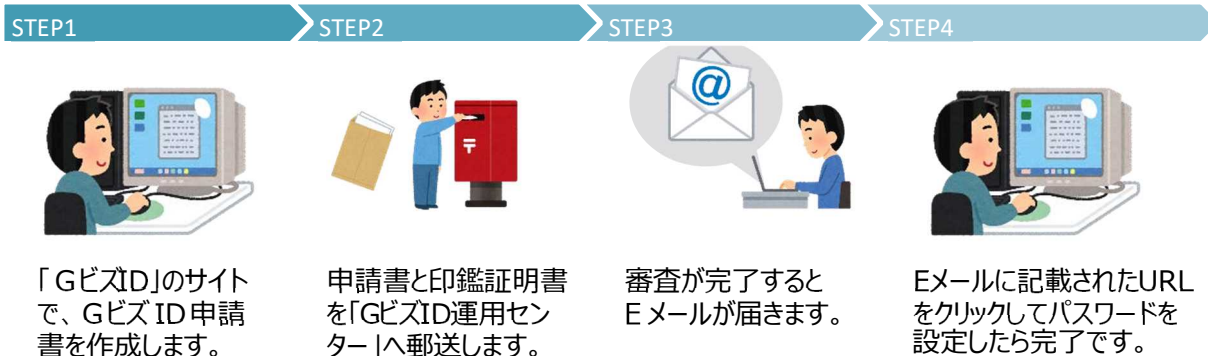 STEP1
STEP2
STEP3
STEP4
〒
@
「GビズID」のサイト
で、GビズID申請
書を作成します。
申請書と印鑑証明書
を「GビズID運用セン
ター」へ郵送します。
審査が完了すると
Eメールが届きます。
Eメールに記載されたURL
をクリックしてパスワードを
設定したら完了です。